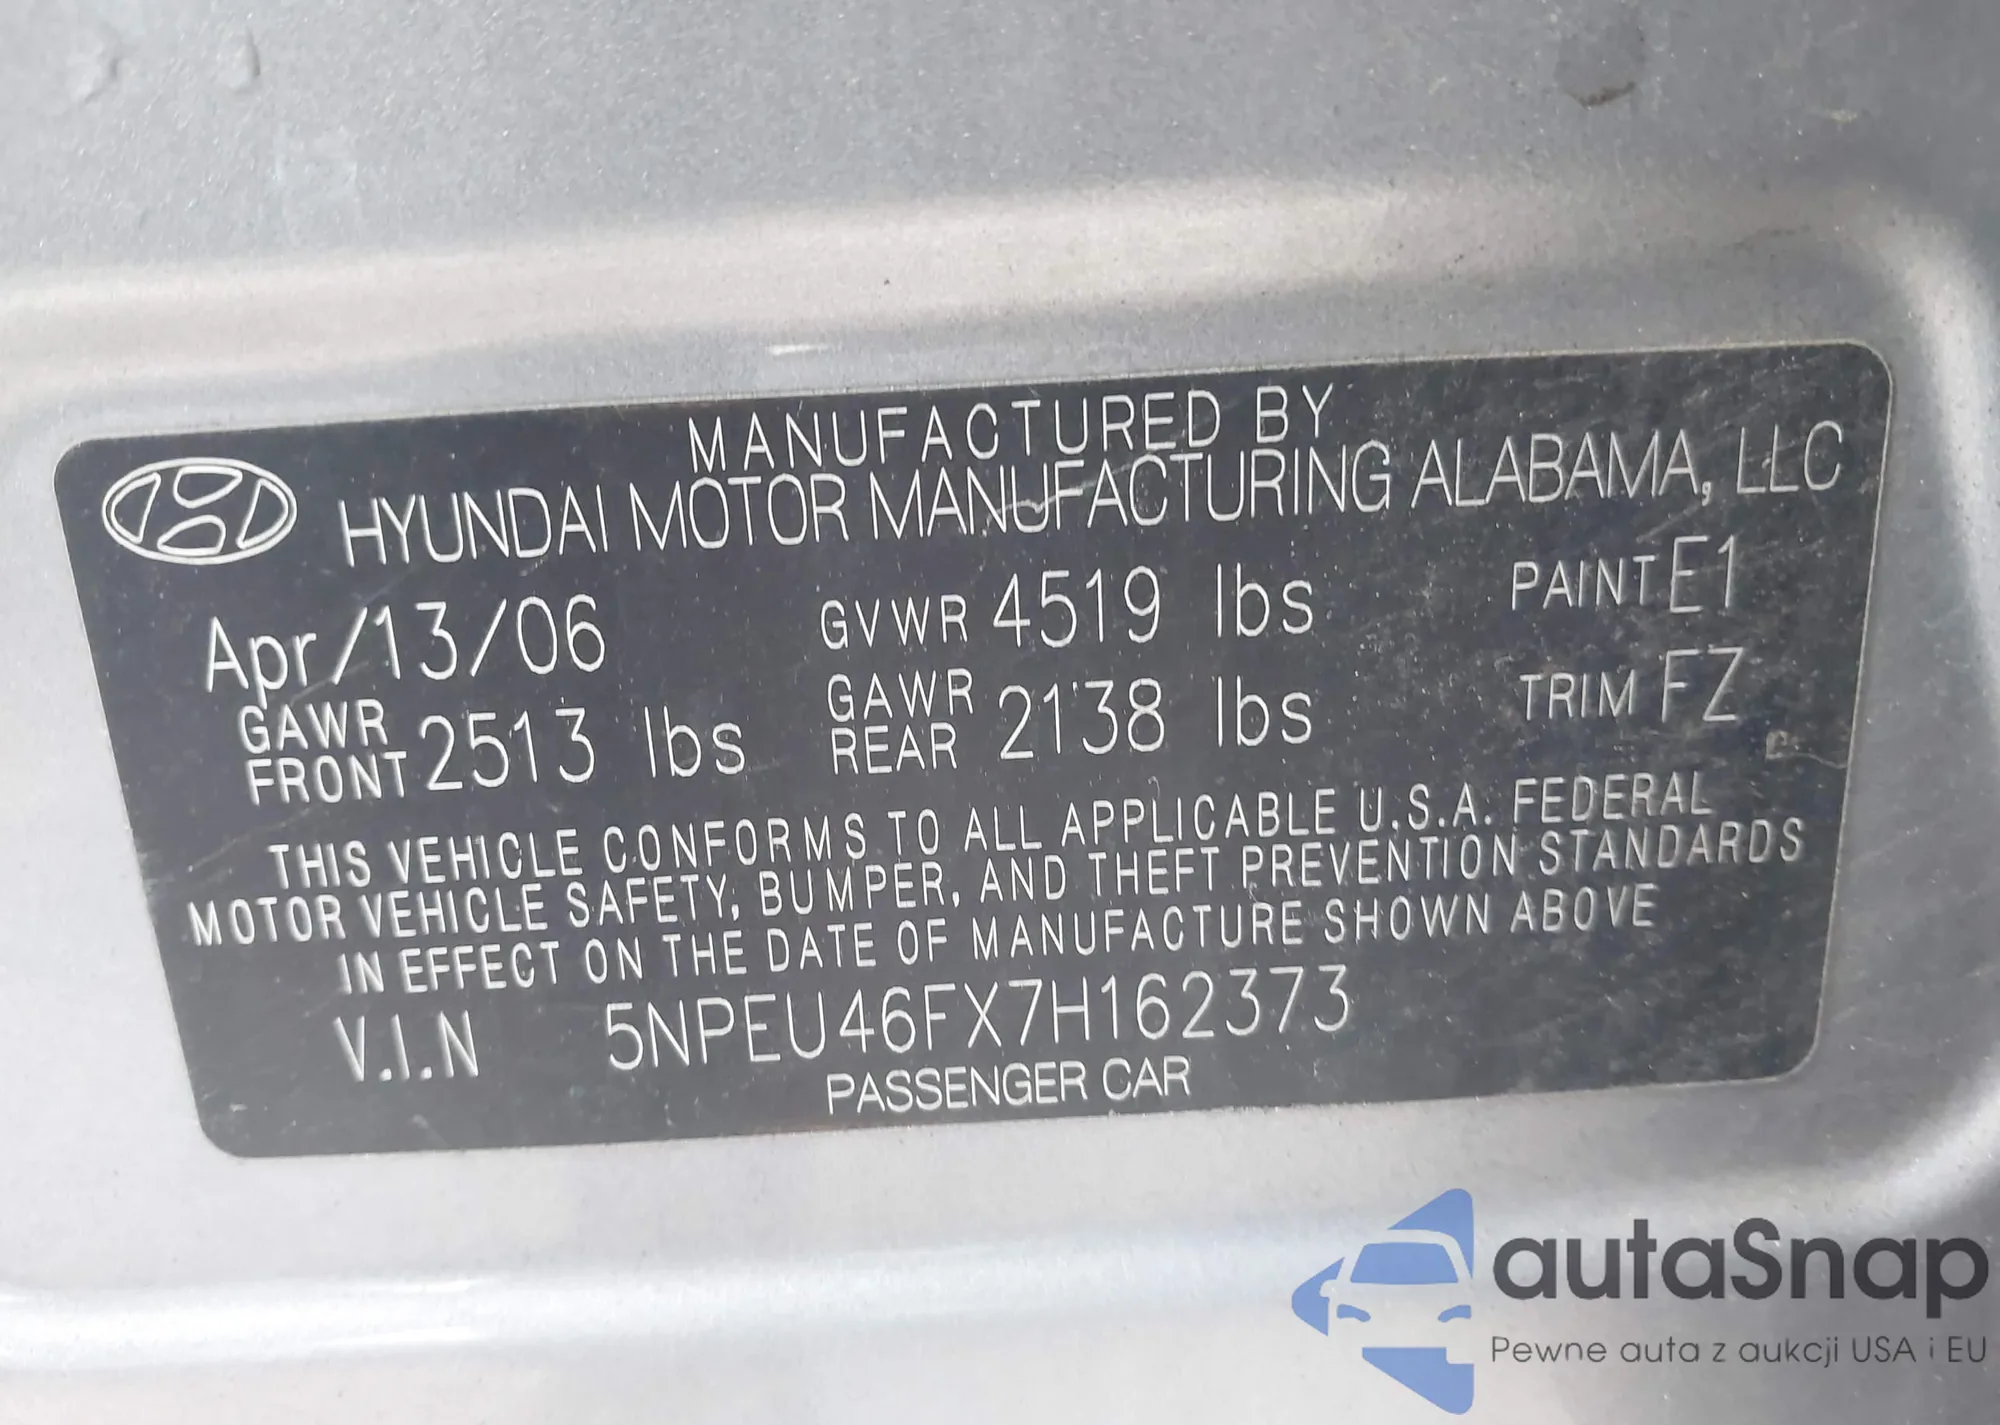 MANUFACTURED BY
HYUNDAI MOTOR MANUFACTURING ALABAMA, LLC
Apr/13/06 GVWR 4519 lbs PAINT E1
GAWR FRONT 2513 lbs GAWR REAR 2138 lbs TRIM FZ
THIS VEHICLE CONFORMS TO ALL APPLICABLE U.S.A. FEDERAL
MOTOR VEHICLE SAFETY, BUMPER, AND THEFT PREVENTION STANDARDS
IN EFFECT ON THE DATE OF MANUFACTURE SHOWN ABOVE
V.I.N 5NPEU46FX7H162373
PASSENGER CAR
autaSnap
Pewne auta z aukcji USA i EU